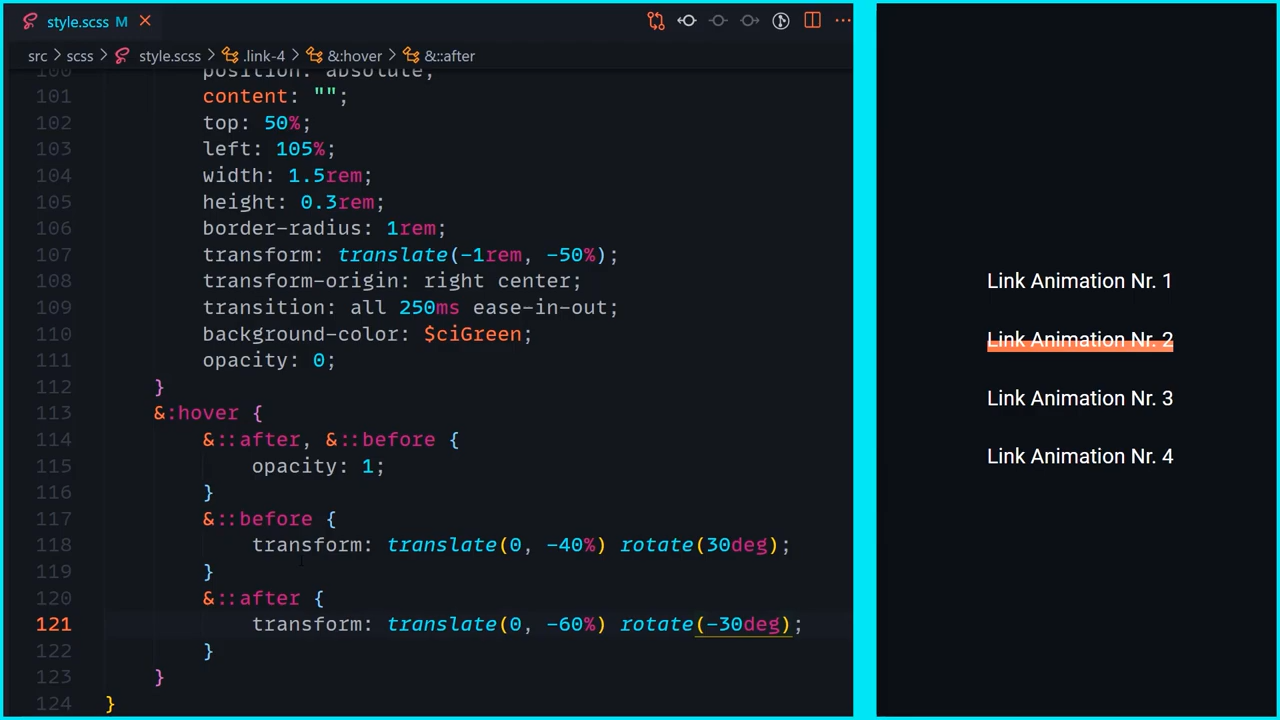 style.scss M
src > scss > style.scss > .link-4 > &:hover > &::after
100 position: absolute;
101 content: "";
102 top: 50%;
103 left: 105%;
104 width: 1.5rem;
105 height: 0.3rem;
106 border-radius: 1rem;
107 transform: translate(-1rem, -50%);
108 transform-origin: right center;
109 transition: all 250ms ease-in-out;
110 background-color: $ciGreen;
111 opacity: 0;
112 }
113 &:hover {
114 &::after, &::before {
115 opacity: 1;
116 }
117 &::before {
118 transform: translate(0, -40%) rotate(30deg);
119 }
120 &::after {
121 transform: translate(0, -60%) rotate(-30deg);
122 }
123 }
124 }
Link Animation Nr. 1
Link Animation Nr. 2
Link Animation Nr. 3
Link Animation Nr. 4